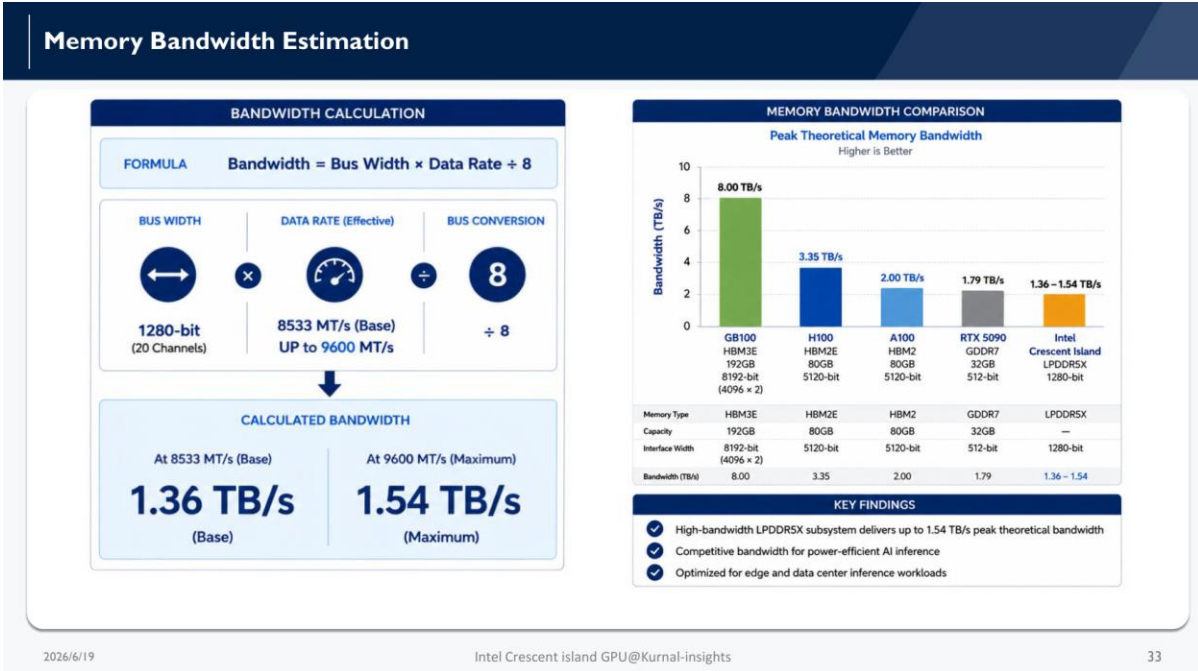 Memory Bandwidth Estimation
BANDWIDTH CALCULATION
FORMULA Bandwidth = Bus Width × Data Rate ÷ 8
BUS WIDTH
×
DATA RATE (Effective)
÷
BUS CONVERSION
8
1280-bit
(20 Channels)
8533 MT/s (Base)
UP to 9600 MT/s
÷ 8
CALCULATED BANDWIDTH
At 8533 MT/s (Base)
1.36 TB/s
(Base)
At 9600 MT/s (Maximum)
1.54 TB/s
(Maximum)
MEMORY BANDWIDTH COMPARISON
Peak Theoretical Memory Bandwidth
Higher is Better
Bandwidth (TB/s)
10
8
6
4
2
0
8.00 TB/s
3.35 TB/s
2.00 TB/s
1.79 TB/s
1.36 – 1.54 TB/s
GB100
HBM3E
192GB
8192-bit
(4096 × 2)
H100
HBM2E
80GB
5120-bit
A100
HBM2
80GB
5120-bit
RTX 5090
GDDR7
32GB
512-bit
Intel
Crescent Island
LPDDR5X
1280-bit
Memory Type HBM3E HBM2E HBM2 GDDR7 LPDDR5X
Capacity 192GB 80GB 80GB 32GB —
Interface Width 8192-bit 5120-bit 5120-bit 512-bit 1280-bit
(4096 × 2)
Bandwidth (TB/s) 8.00 3.35 2.00 1.79 1.36 – 1.54
KEY FINDINGS
High-bandwidth LPDDR5X subsystem delivers up to 1.54 TB/s peak theoretical bandwidth
Competitive bandwidth for power-efficient AI inference
Optimized for edge and data center inference workloads
2026/6/19
Intel Crescent island GPU@Kurnal-insights
33